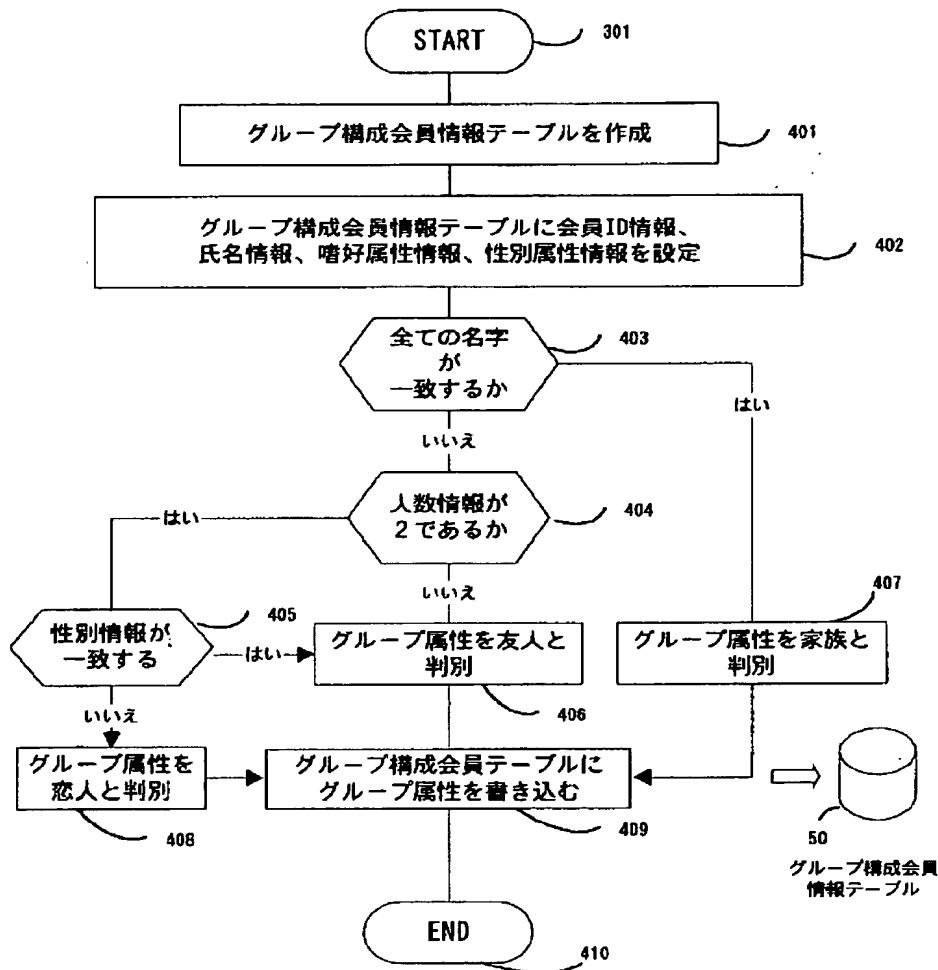 START
301
グループ構成会員情報テーブルを作成
401
グループ構成会員情報テーブルに会員ID情報、
氏名情報、嗜好属性情報、性別属性情報を設定
402
全ての名字
が
一致するか
403
はい
いいえ
人数情報が
2であるか
404
はい
いいえ
性別情報が
一致する
405
はい
グループ属性を友人と
判別
406
グループ属性を家族と
判別
407
いいえ
グループ属性を
恋人と判別
408
グループ構成会員テーブルに
グループ属性を書き込む
409
50
グループ構成会員
情報テーブル
END
410